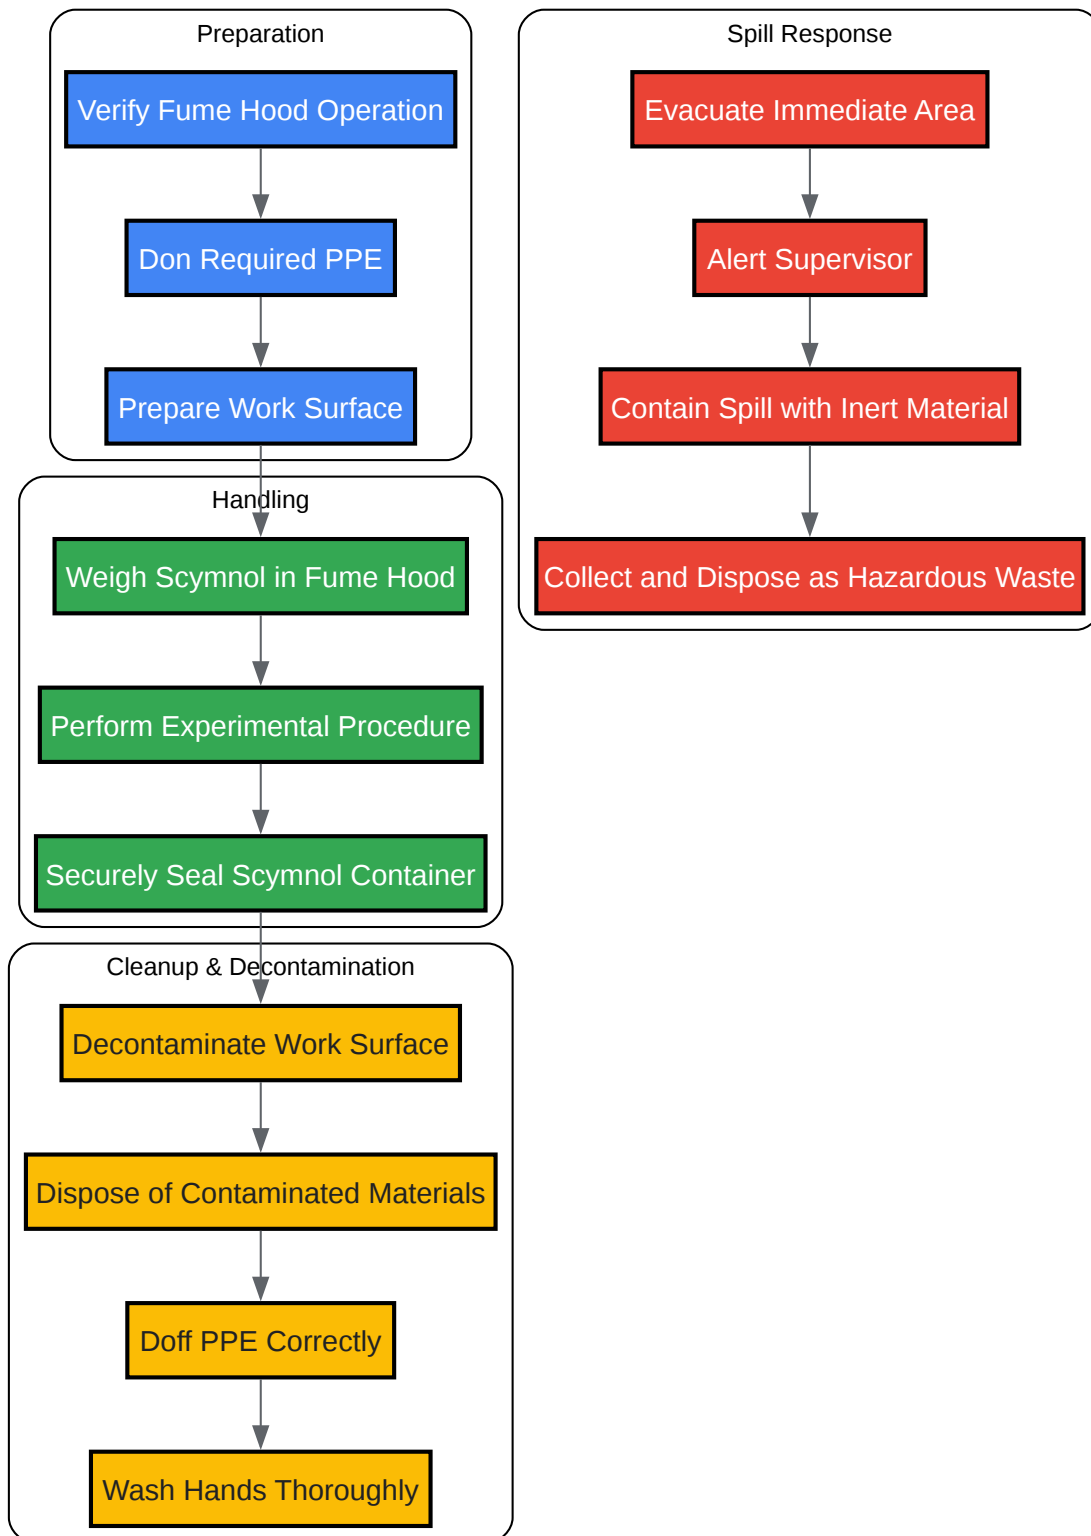 Preparation
Verify Fume Hood Operation
Don Required PPE
Prepare Work Surface
Handling
Weigh Scymnol in Fume Hood
Perform Experimental Procedure
Securely Seal Scymnol Container
Cleanup & Decontamination
Decontaminate Work Surface
Dispose of Contaminated Materials
Doff PPE Correctly
Wash Hands Thoroughly
Spill Response
Evacuate Immediate Area
Alert Supervisor
Contain Spill with Inert Material
Collect and Dispose as Hazardous Waste